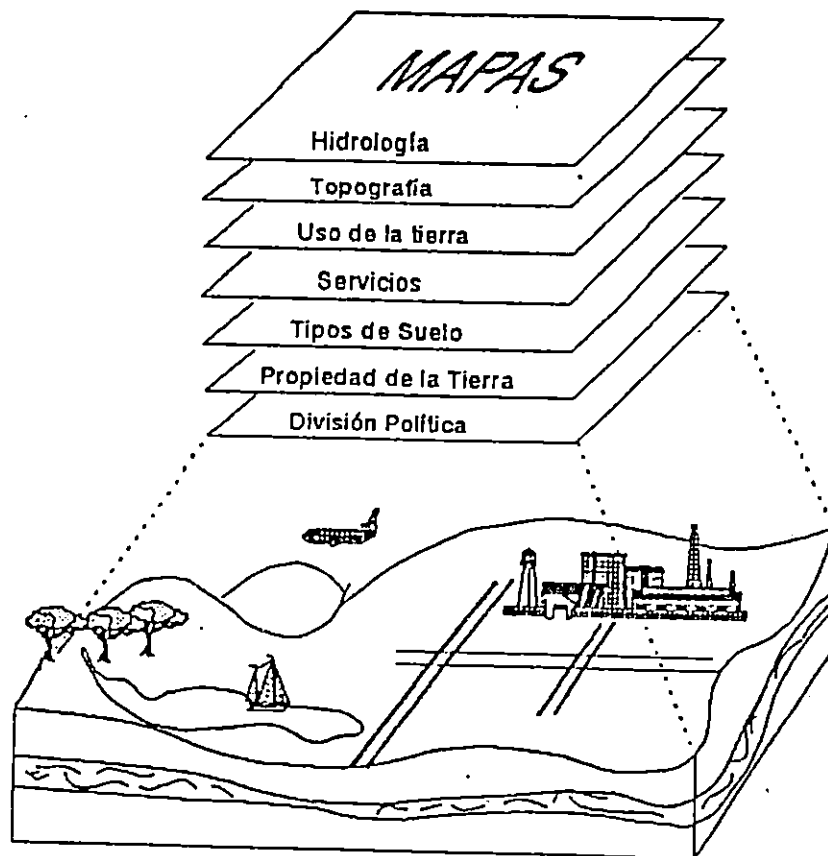 MAPAS
Hidrología
Topografía
Uso de la tierra
Servicios
Tipos de Suelo
Propiedad de la Tierra
División Política